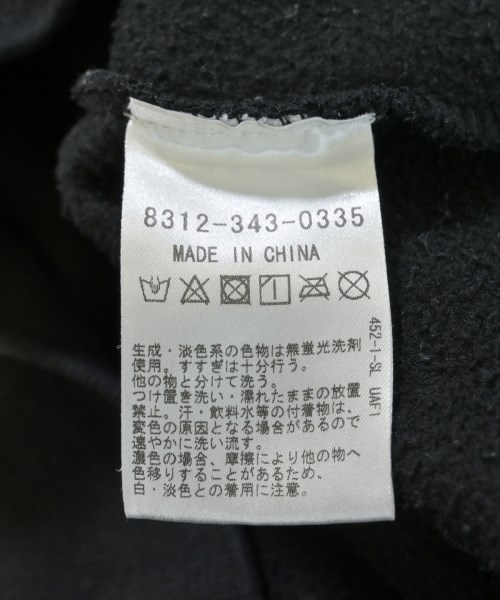 8312-343-0335
MADE IN CHINA
生成・淡色系の色物は無蛍光洗剤
使用。すすぎは十分行う。
他の物と分けて洗う。
つけ置き洗い・濡れたままの放置
禁止。汗・飲料水等の付着物は、
変色の原因となる場合があるので
速やかに洗い流す。
濃色の場合、摩擦により他の物へ
色移りすることがあるため、
白・淡色との着用に注意。
452-1-SL UAF1